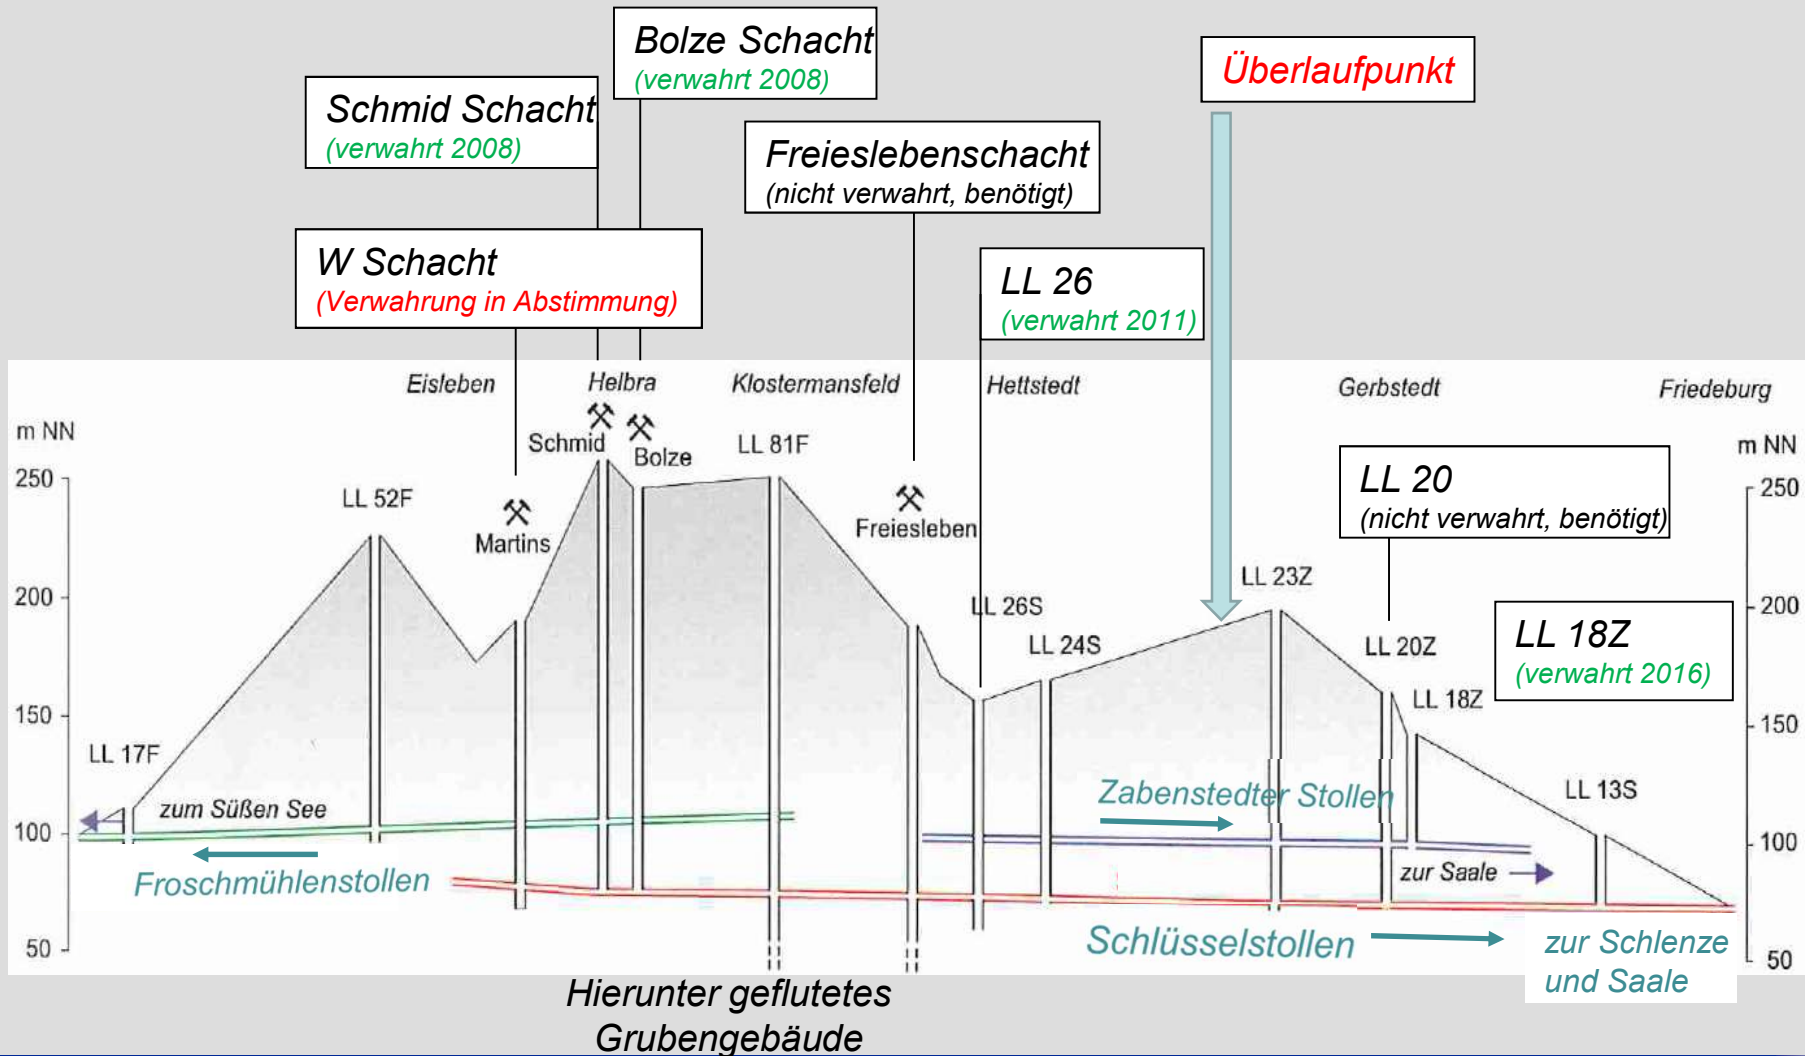 Bolze Schacht
(verwahrt 2008)
Überlaufpunkt
Schmid Schacht
(verwahrt 2008)
Freieslebenschacht
(nicht verwahrt, benötigt)
W Schacht
(Verwahrung in Abstimmung)
LL 26
(verwahrt 2011)
Eisleben
Helbra
Klostermansfeld
Hettstedt
Gerbstedt
Friedeburg
m NN
Schmid
Bolze
LL 81F
m NN
250
LL 52F
Martins
Freiesleben
LL 20
(nicht verwahrt, benötigt)
250
200
LL 26S
LL 24S
LL 23Z
LL 20Z
200
LL 18Z
(verwahrt 2016)
150
LL 17F
LL 18Z
150
zum Süßen See
Zabenstedter Stollen
LL 13S
100
100
Froschmühlenstollen
zur Saale
50
Schlüsselstollen
zur Schlenze
und Saale
50
Hierunter geflutetes
Grubengebäude